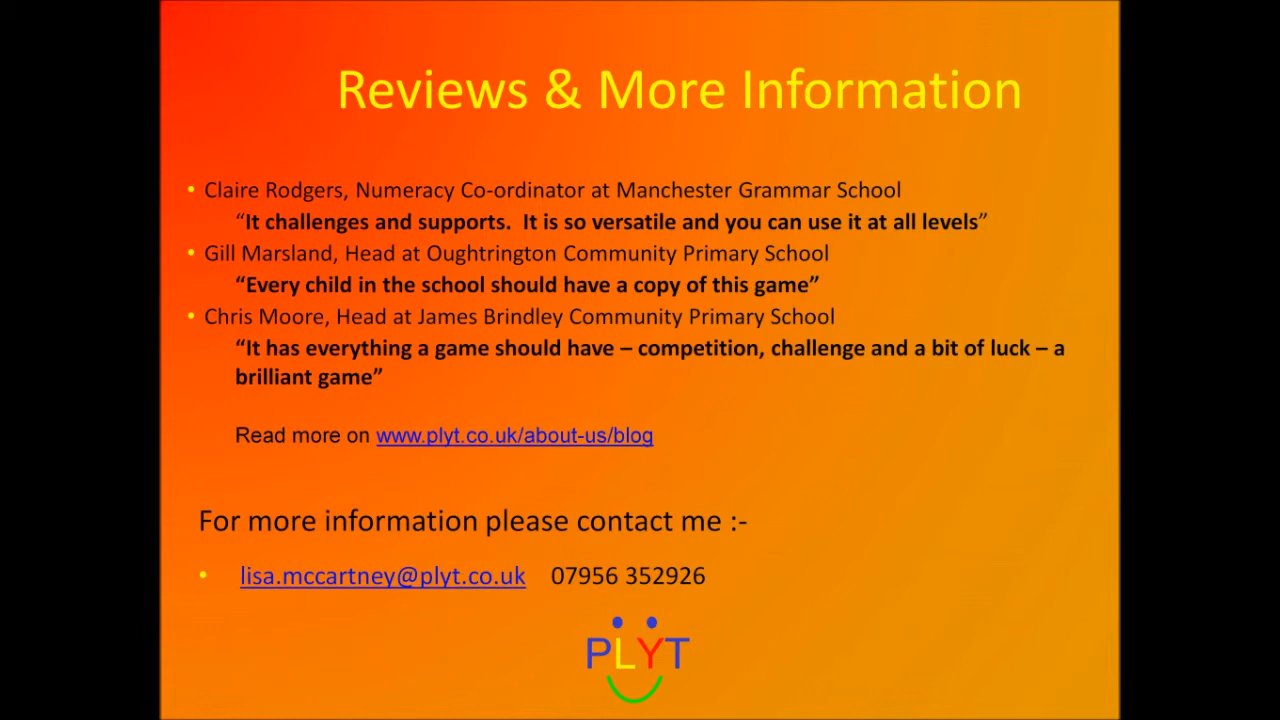 Reviews & More Information
• Claire Rodgers, Numeracy Co-ordinator at Manchester Grammar School
“It challenges and supports.  It is so versatile and you can use it at all levels”
• Gill Marsland, Head at Oughtrington Community Primary School
“Every child in the school should have a copy of this game”
• Chris Moore, Head at James Brindley Community Primary School
“It has everything a game should have – competition, challenge and a bit of luck – a
brilliant game”
Read more on www.plyt.co.uk/about-us/blog
For more information please contact me :-
• lisa.mccartney@plyt.co.uk 07956 352926
PLYT